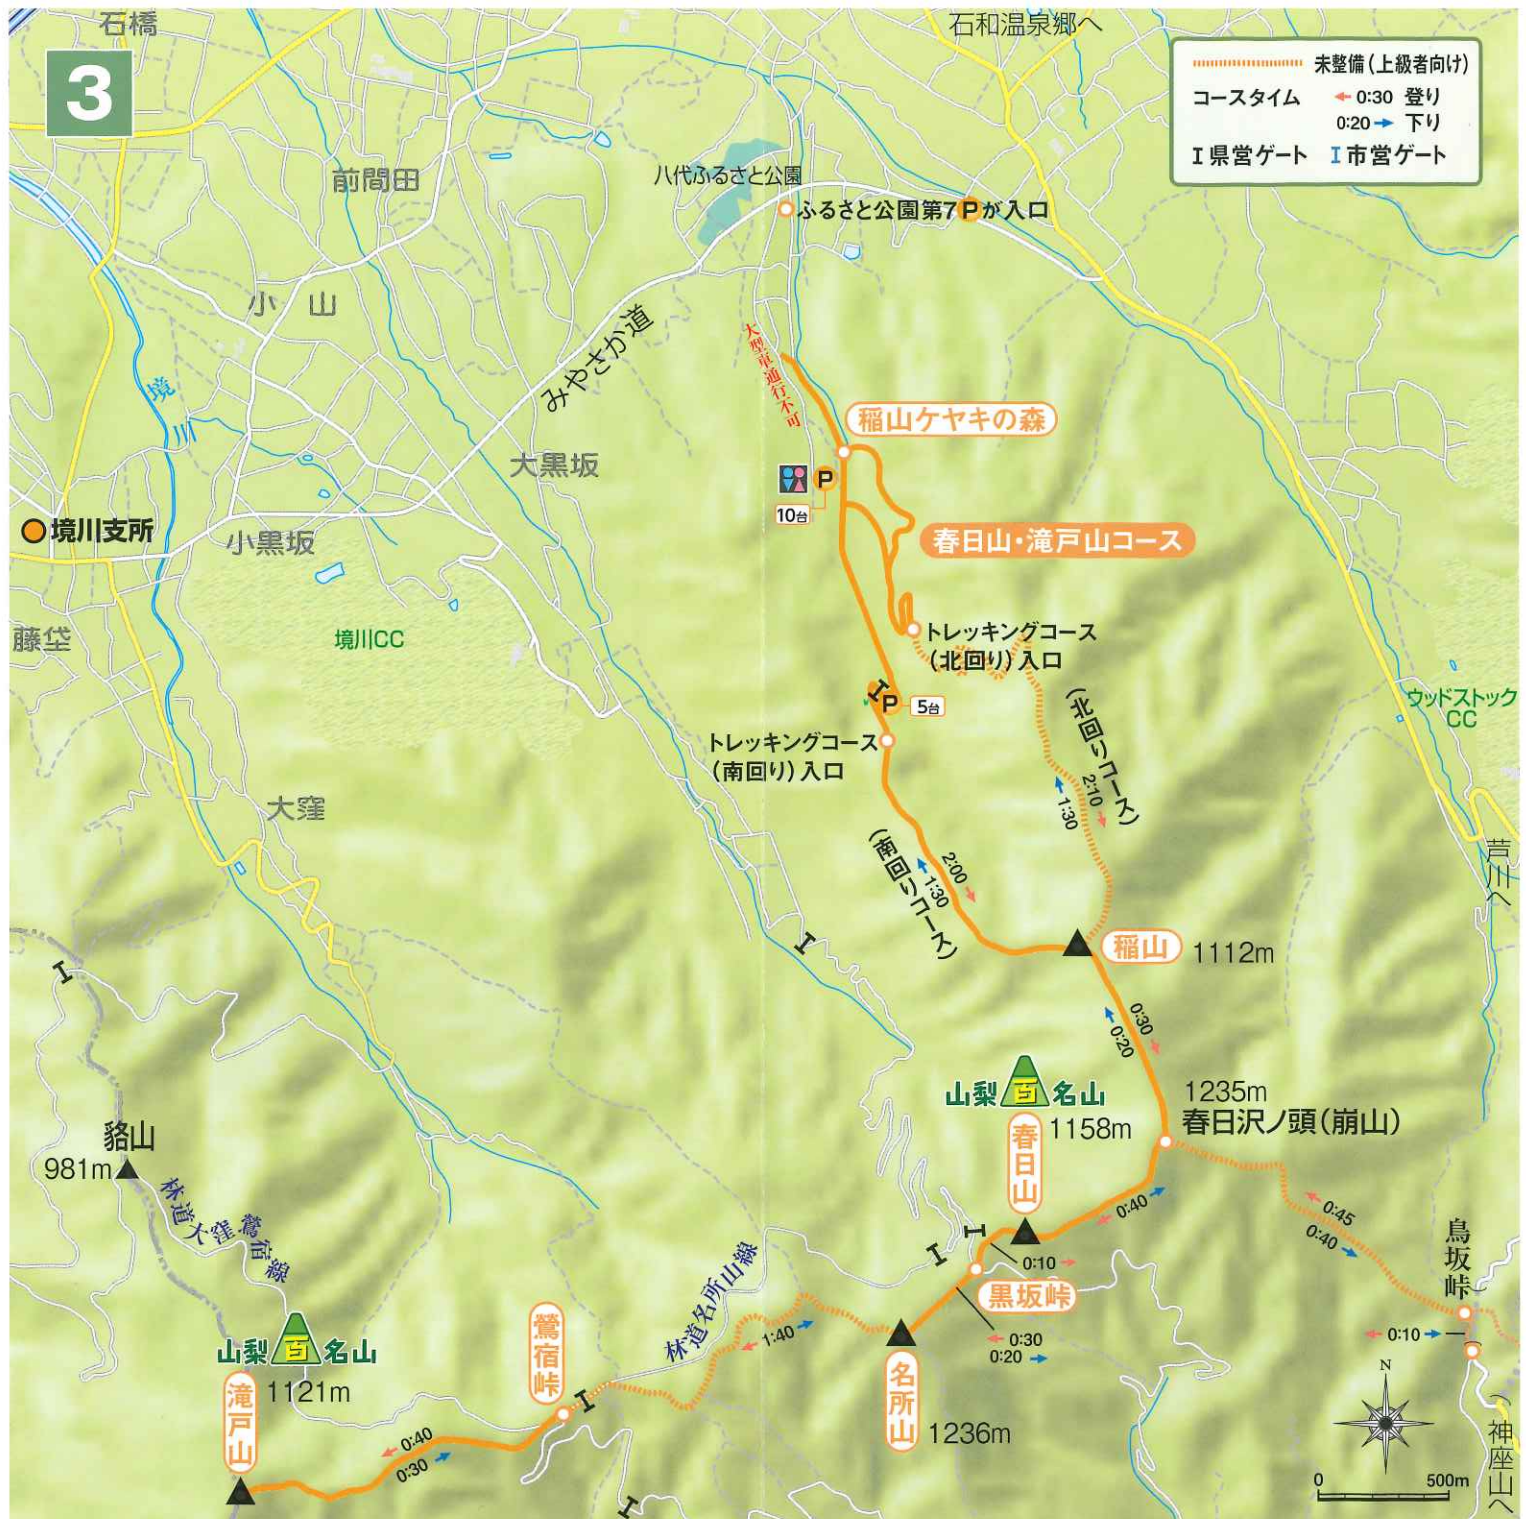 石橋
石和温泉郷へ
3
未整備(上級者向け)
コースタイム
0:30 登り
0:20 下り
県営ゲート 市営ゲート
前間田
八代ふるさと公園
ふるさと公園第7Pが入口
小 山
みやさか道
大型車通行不可
境川
稲山ケヤキの森
大黒坂
P
10台
境川支所
小黒坂
春日山・滝戸山コース
藤垈
境川CC
トレッキングコース
(北回り)入口
P
5台
ウッドストック
CC
トレッキングコース
(南回り)入口
(北回りコース)
2:10
1:30
大窪
芦川へ
(南回りコース)
2:00
1:30
稲山
1112m
0:30
0:20
山梨百名山
春日山
1158m
1235m
春日沢ノ頭(崩山)
貉山
981m
林道大窪鶯宿線
0:40
0:45
0:40
鳥坂峠
0:10
黒坂峠
林道名所山線
鶯宿峠
1:40
0:30
0:20
0:10
山梨百名山
滝戸山
1121m
名所山
1236m
0:40
0:30
N
神座山へ
0 500m